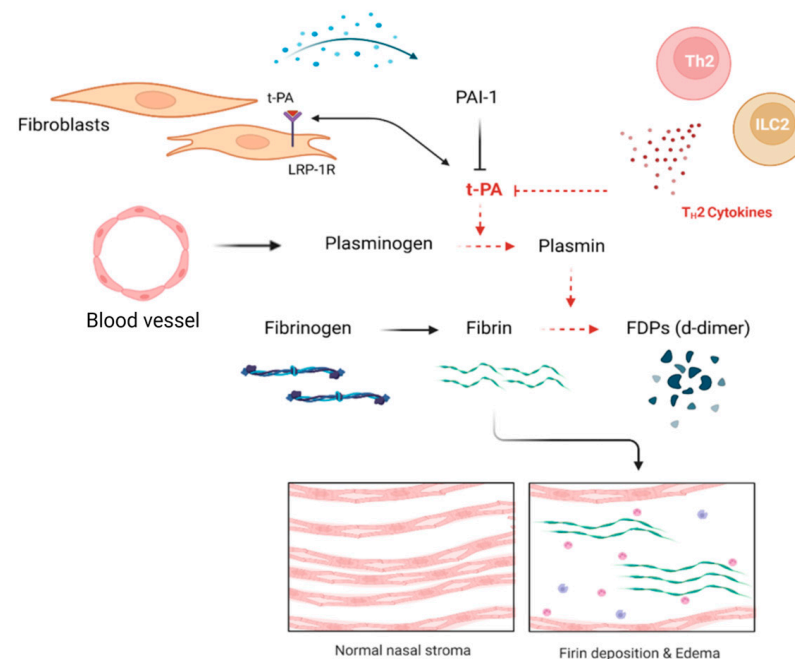 Th2
ILC2
t-PA
PAI-1
Fibroblasts
LRP-1R
t-PA
TH2 Cytokines
Plasminogen
Plasmin
Blood vessel
Fibrinogen
Fibrin
FDPs (d-dimer)
Normal nasal stroma
Firin deposition & Edema